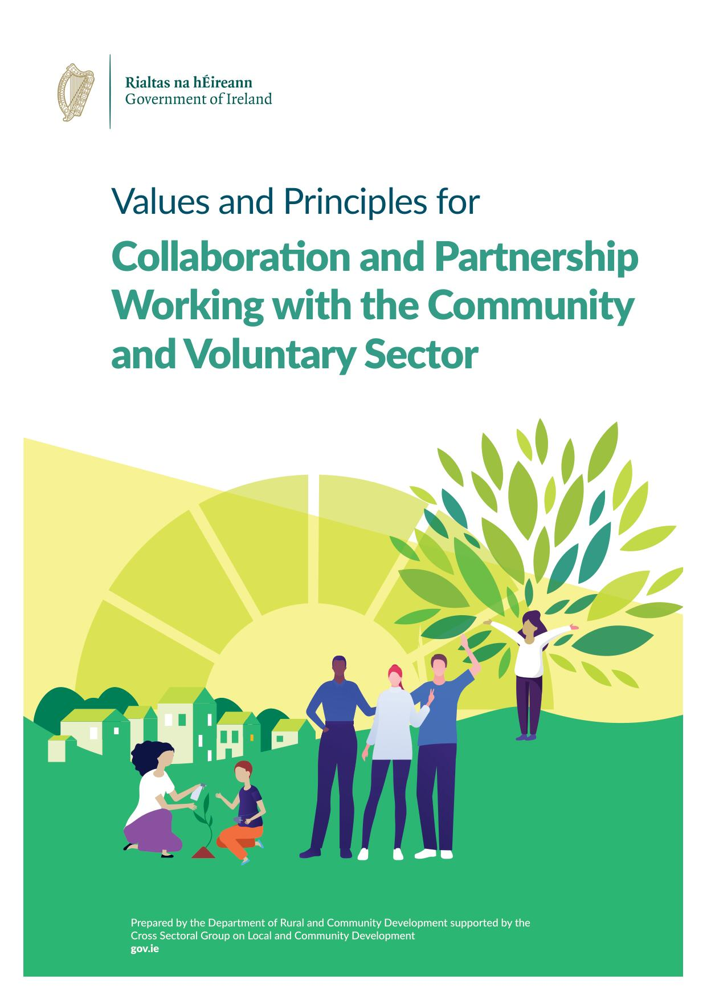 Rialtas na hÉireann
Government of Ireland
Values and Principles for
Collaboration and Partnership
Working with the Community
and Voluntary Sector
Prepared by the Department of Rural and Community Development supported by the
Cross Sectoral Group on Local and Community Development
gov.ie